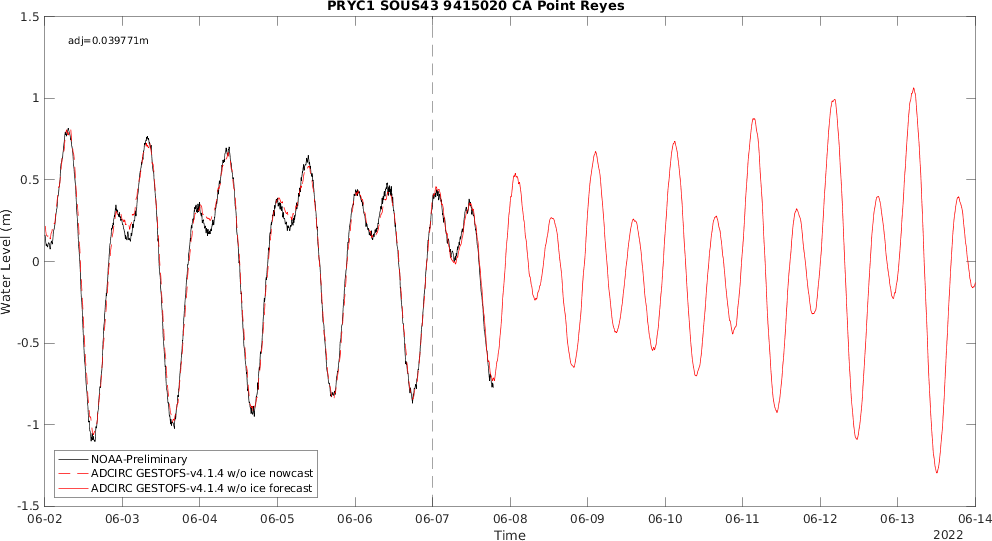 PRYC1 SOUS43 9415020 CA Point Reyes
1.5
adj=0.039771m
1
0.5
0
-0.5
-1
-1.5
Water Level (m)
NOAA-Preliminary
ADCIRC GESTOFS-v4.1.4 w/o ice nowcast
ADCIRC GESTOFS-v4.1.4 w/o ice forecast
06-02 06-03 06-04 06-05 06-06 06-07 06-08 06-09 06-10 06-11 06-12 06-13 06-14
Time
2022